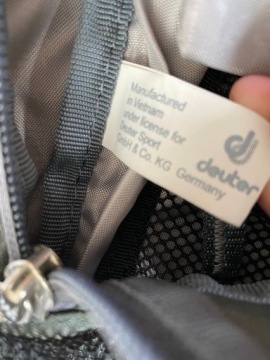 Manufactured
in Vietnam
under license for
Deuter Sport
GmbH & Co. KG Germany
deuter